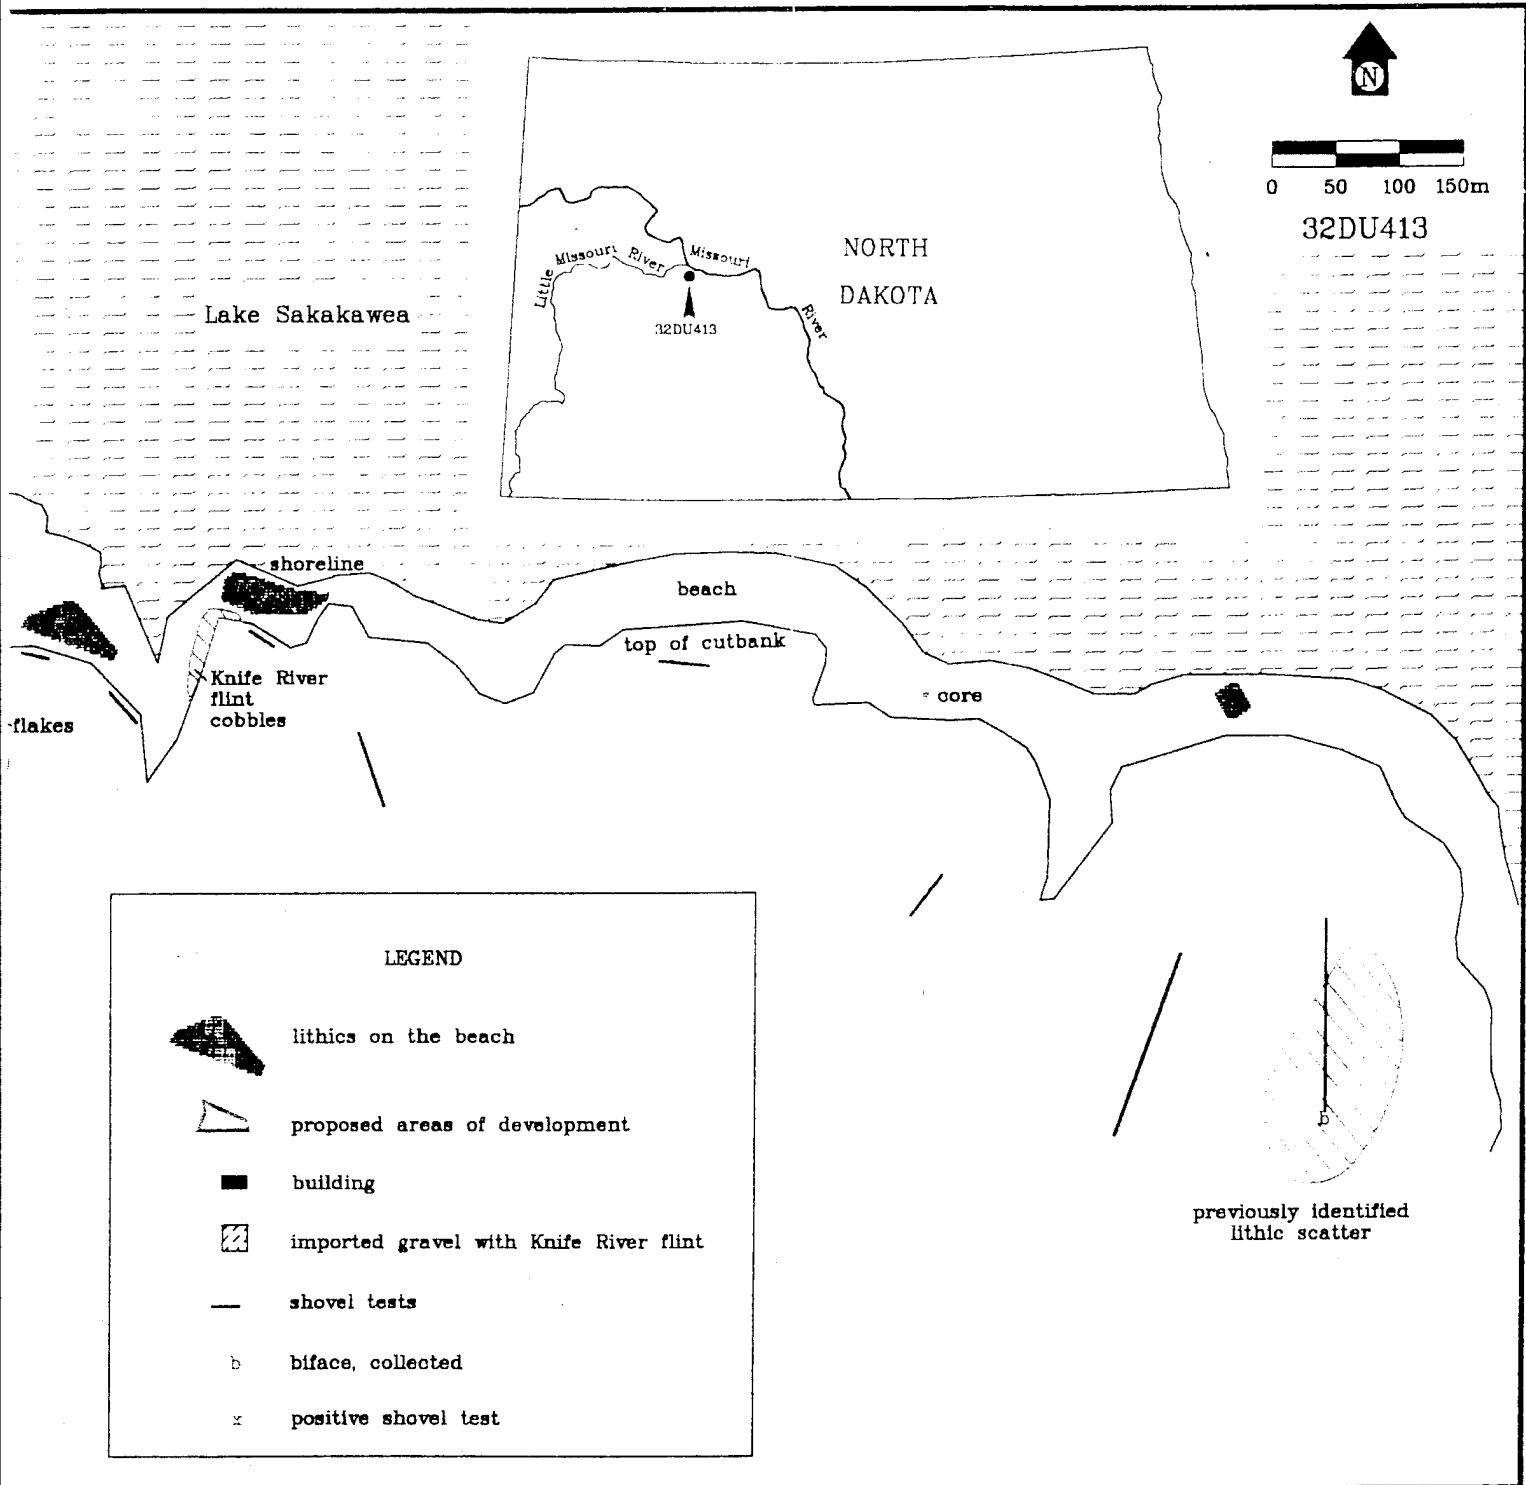 N
0 50 100 150m
32DU413
NORTH
DAKOTA
Little Missouri River
Missouri
River
32DU413
Lake Sakakawea
shoreline
beach
top of cutbank
core
Knife River
flint
cobbles
flakes
b
previously identified
lithic scatter
LEGEND
lithics on the beach
proposed areas of development
building
imported gravel with Knife River flint
shovel tests
b biface, collected
x positive shovel test